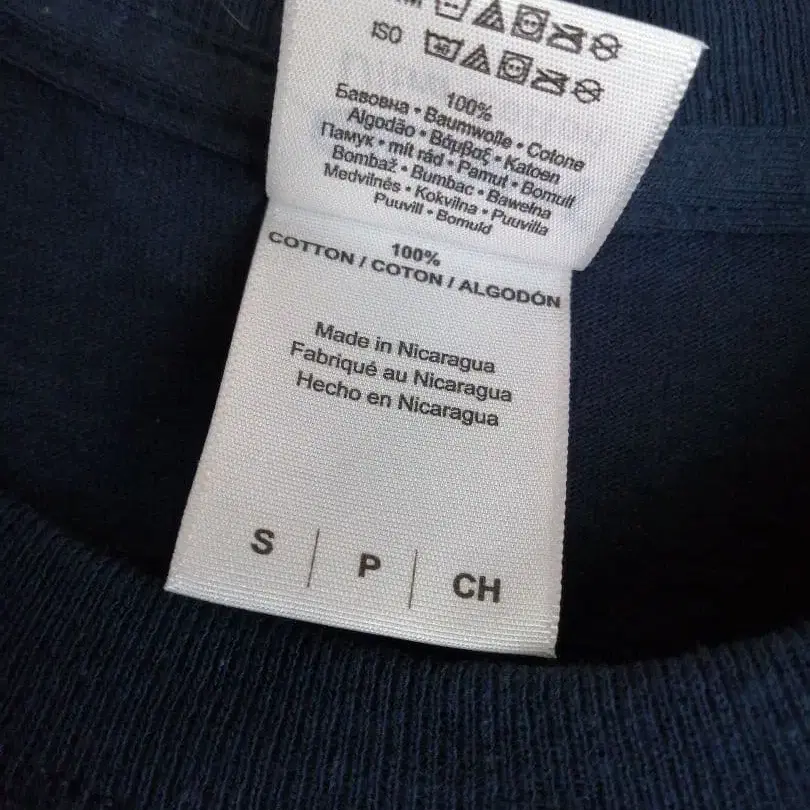 ISO
100%
Бавовна • Baumwolle • Cotone
Algodão • Βάμβαξ • Katoen
Памук • mit rád • Pamut • Bomull
Bombaž • Bumbac • Bawełna
Medvilnės • Kokvilna • Puuvilla
Puuvill • Bomuld
100%
COTTON / COTON / ALGODÓN
Made in Nicaragua
Fabriqué au Nicaragua
Hecho en Nicaragua
S | P | CH